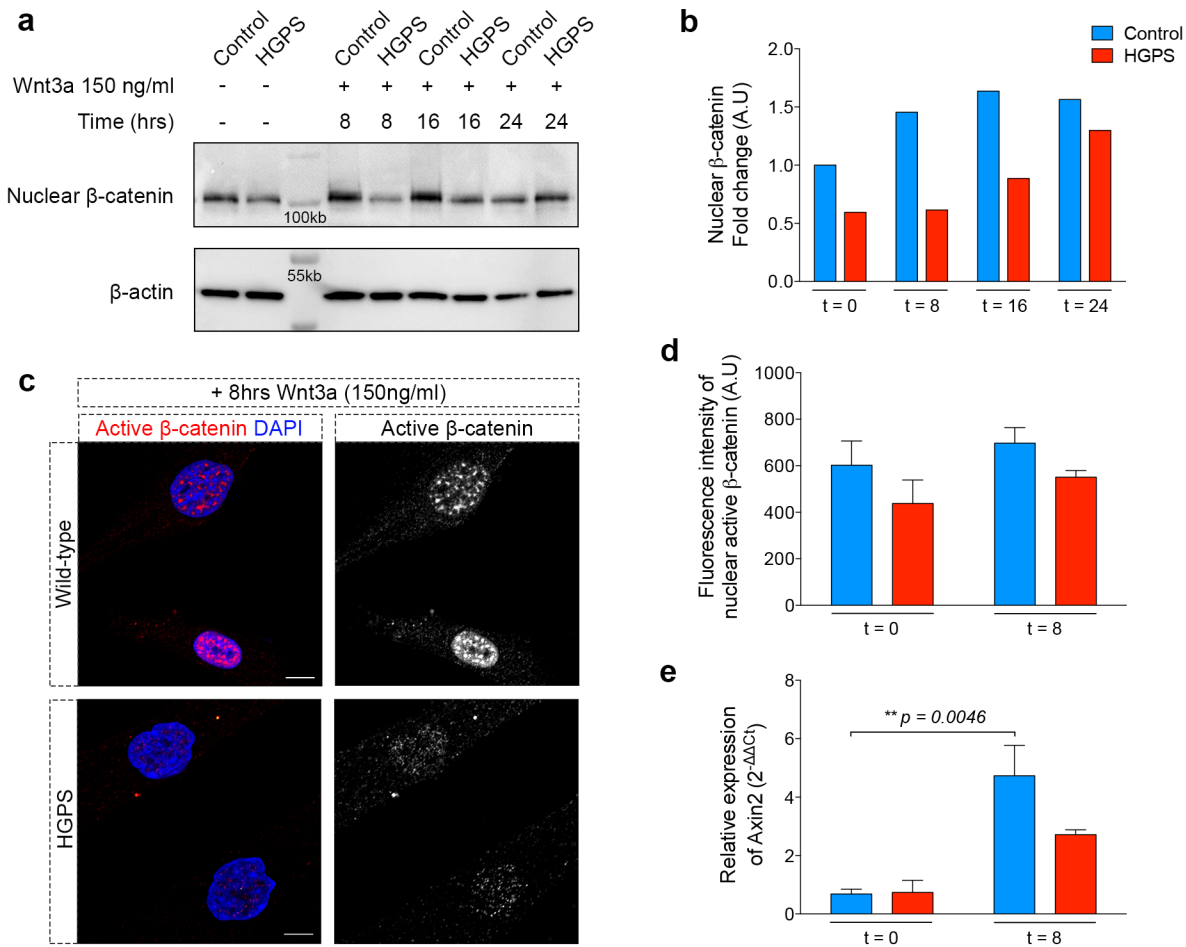 a
Control HGPS Control HGPS Control HGPS Control HGPS
Wnt3a 150 ng/ml - - + + + + + +
Time (hrs) - - 8 8 16 16 24 24
Nuclear β-catenin
100kb
55kb
β-actin
b
Control
HGPS
Nuclear β-catenin
Fold change (A.U)
2.0
1.5
1.0
0.5
0.0
t = 0 t = 8 t = 16 t = 24
c
+ 8hrs Wnt3a (150ng/ml)
Active β-catenin DAPI
Active β-catenin
Wild-type
HGPS
d
Fluorescence intensity of
nuclear active β-catenin (A.U)
1000
800
600
400
200
0
t = 0 t = 8
e
Relative expression
of Axin2 (2^-ΔΔCt)
8
6
4
2
0
** p = 0.0046
t = 0 t = 8